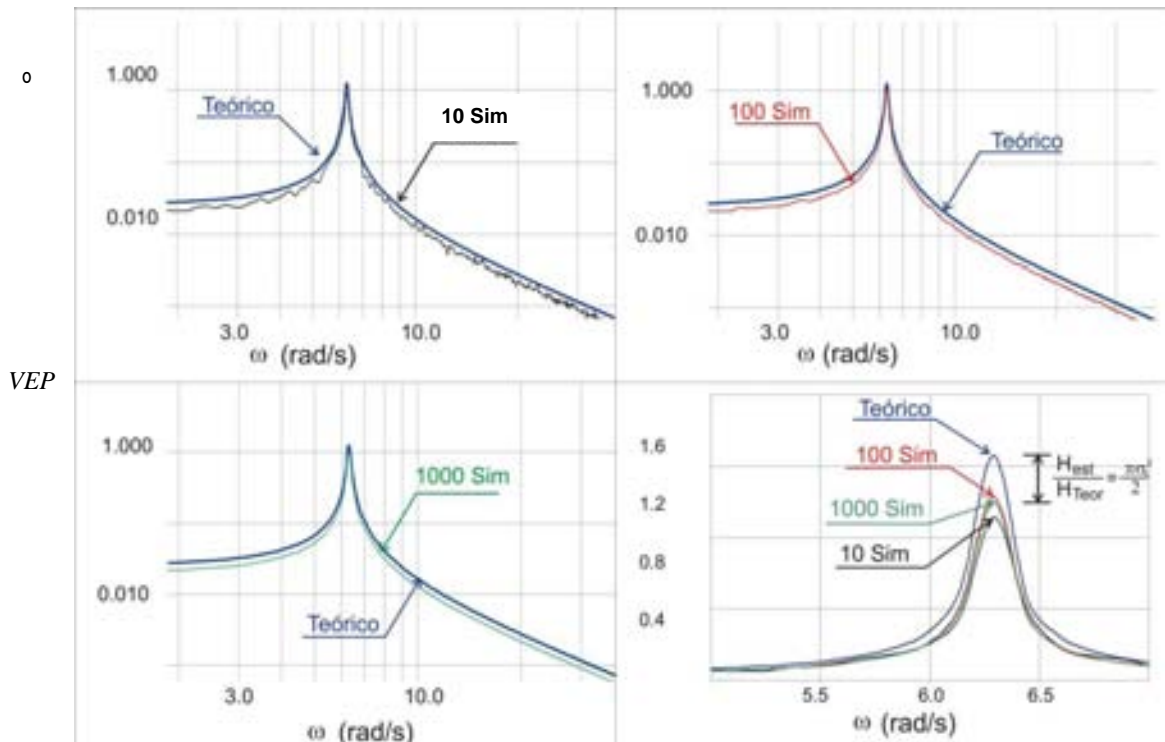 o
VEP
1.000
Teórico
10 Sim
0.010
3.0 10.0
ω (rad/s)
1.000
100 Sim
Teórico
0.010
3.0 10.0
ω (rad/s)
1.000
1000 Sim
0.010
Teórico
3.0 10.0
ω (rad/s)
Teórico
1.6
100 Sim
H_est
H_Teor
=
2
1000 Sim
1.2
10 Sim
0.8
0.4
5.5 6.0 6.5
ω (rad/s)